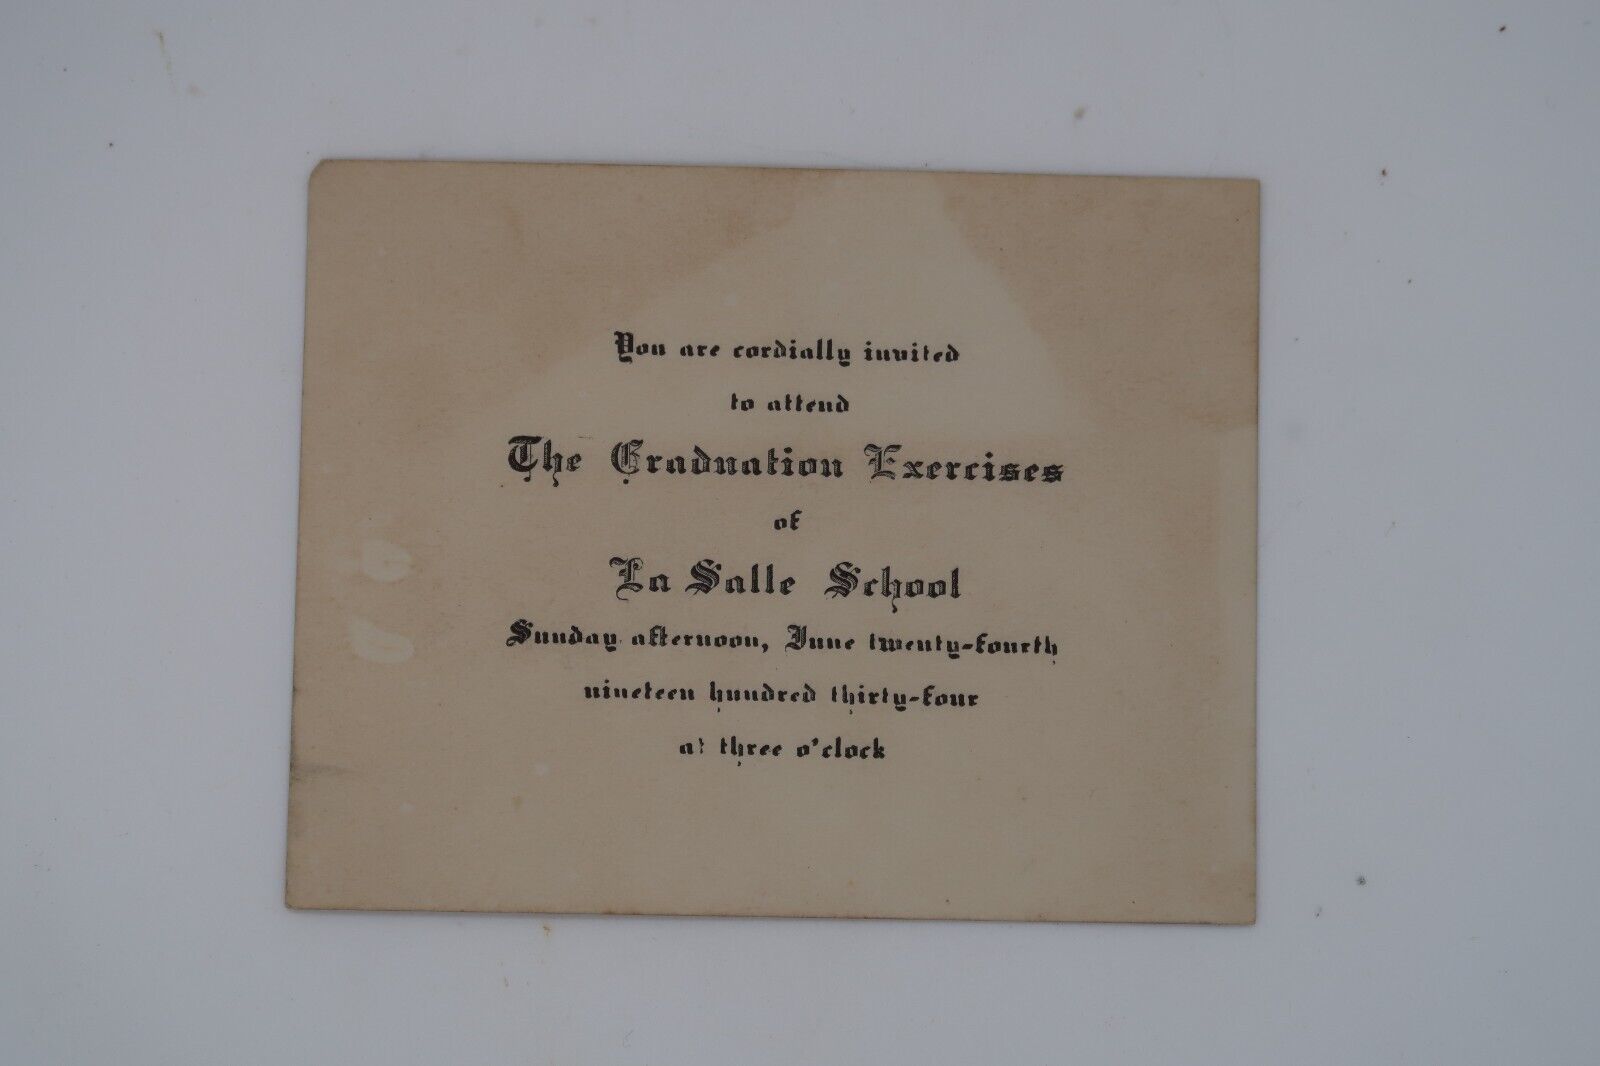 You are cordially invited
to attend
The Graduation Exercises
of
La Salle School
Sunday afternoon, June twenty-fourth
nineteen hundred thirty-four
at three o'clock